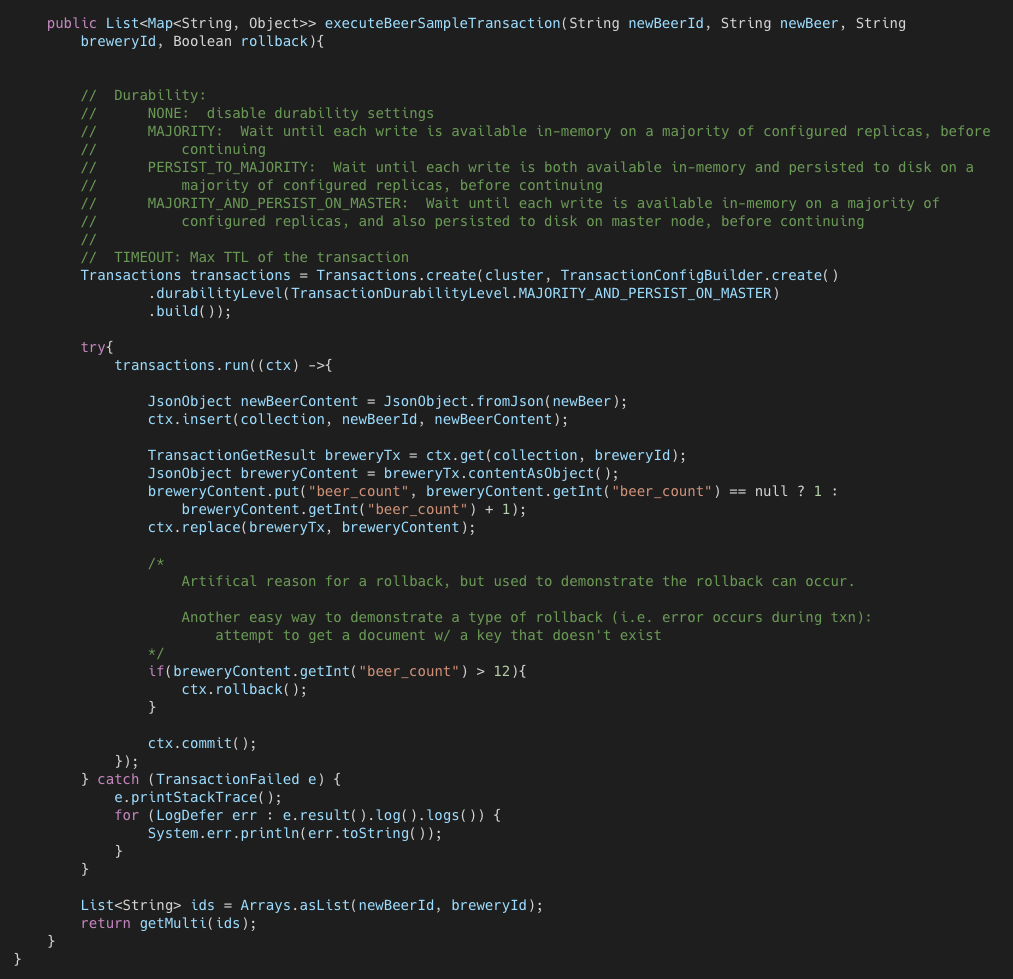 public List<Map<String, Object>> executeBeerSampleTransaction(String newBeerId, String newBeer, String
breweryId, Boolean rollback){
//  Durability:
//      NONE:  disable durability settings
//      MAJORITY:  Wait until each write is available in-memory on a majority of configured replicas, before
//          continuing
//      PERSIST_TO_MAJORITY:  Wait until each write is both available in-memory and persisted to disk on a
//          majority of configured replicas, before continuing
//      MAJORITY_AND_PERSIST_ON_MASTER:  Wait until each write is available in-memory on a majority of
//          configured replicas, and also persisted to disk on master node, before continuing
//
//  TIMEOUT: Max TTL of the transaction
Transactions transactions = Transactions.create(cluster, TransactionConfigBuilder.create()
.durabilityLevel(TransactionDurabilityLevel.MAJORITY_AND_PERSIST_ON_MASTER)
.build());
try{
transactions.run((ctx) ->{
JsonObject newBeerContent = JsonObject.fromJson(newBeer);
ctx.insert(collection, newBeerId, newBeerContent);
TransactionGetResult breweryTx = ctx.get(collection, breweryId);
JsonObject breweryContent = breweryTx.contentAsObject();
breweryContent.put("beer_count", breweryContent.getInt("beer_count") == null ? 1 :
breweryContent.getInt("beer_count") + 1);
ctx.replace(breweryTx, breweryContent);
/*
Artifical reason for a rollback, but used to demonstrate the rollback can occur.
Another easy way to demonstrate a type of rollback (i.e. error occurs during txn):
attempt to get a document w/ a key that doesn't exist
*/
if(breweryContent.getInt("beer_count") > 12){
ctx.rollback();
}
ctx.commit();
});
} catch (TransactionFailed e) {
e.printStackTrace();
for (LogDefer err : e.result().log().logs()) {
System.err.println(err.toString());
}
}
List<String> ids = Arrays.asList(newBeerId, breweryId);
return getMulti(ids);
}
}